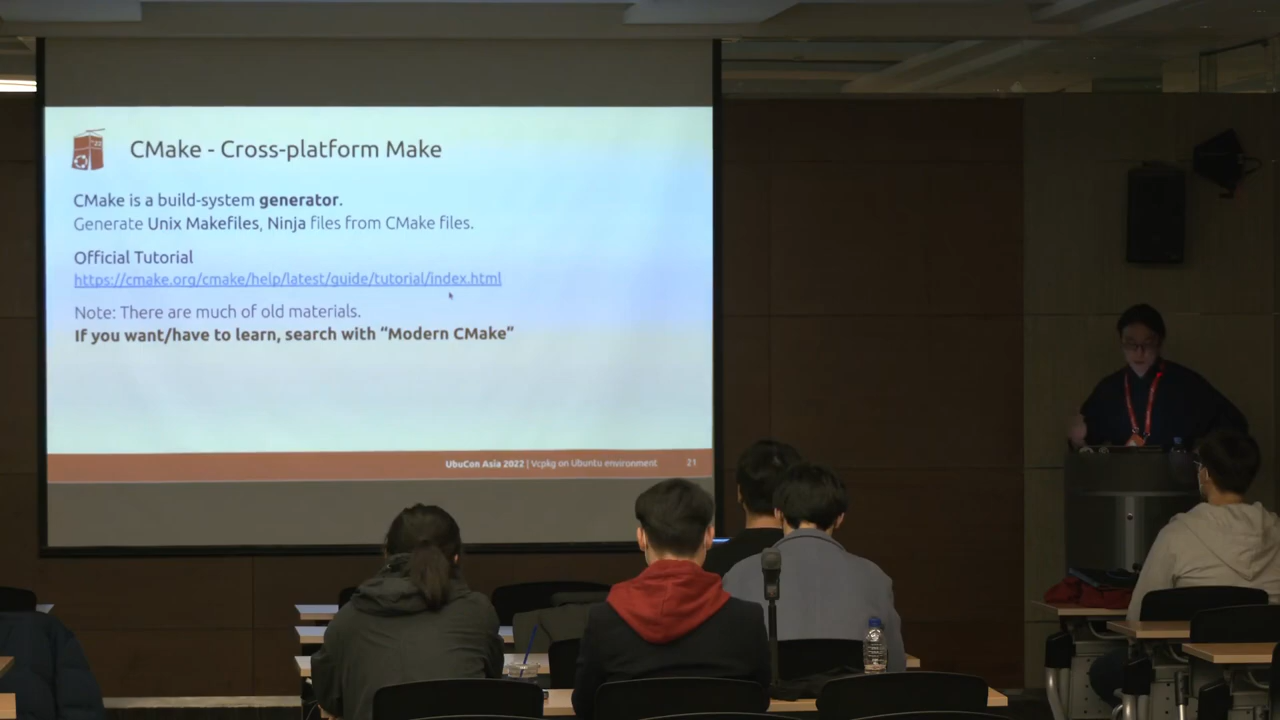 CMake - Cross-platform Make
CMake is a build-system generator.
Generate Unix Makefiles, Ninja files from CMake files.
Official Tutorial
https://cmake.org/cmake/help/latest/guide/tutorial/index.html
Note: There are much of old materials.
If you want/have to learn, search with “Modern CMake”
UbuCon Asia 2022 | Vcpkg on Ubuntu environment 21